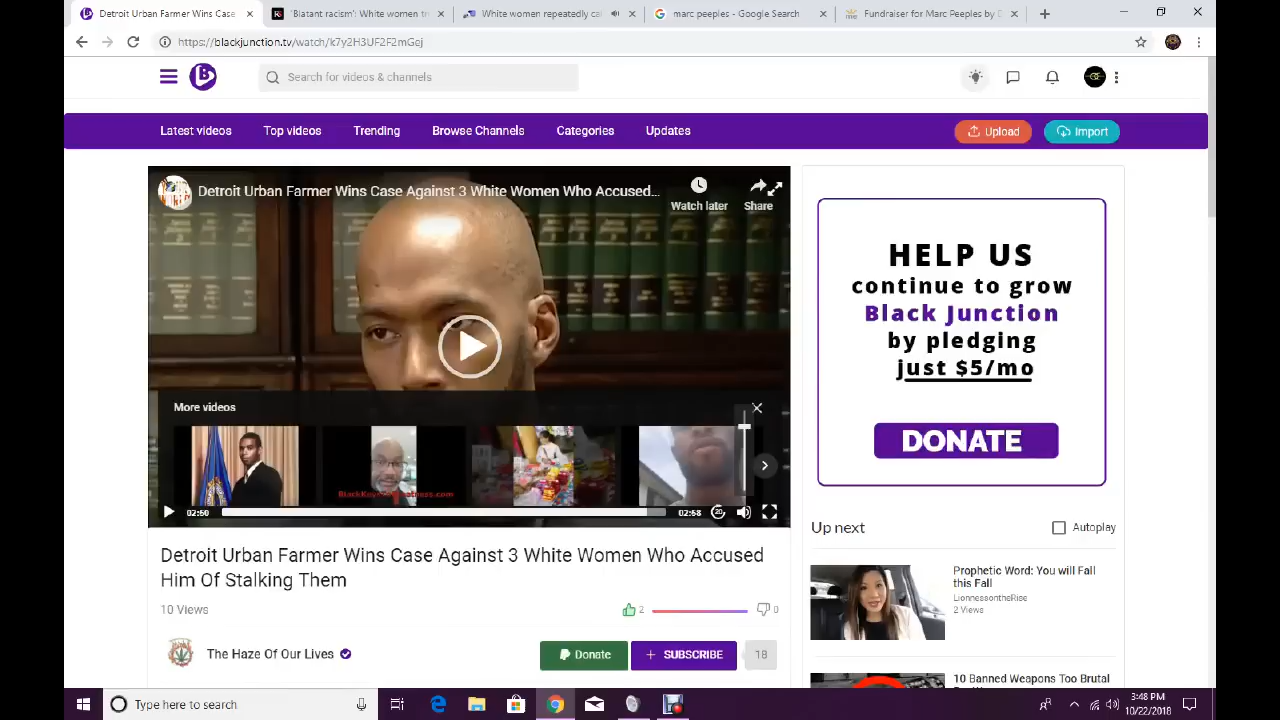 Detroit Urban Farmer Wins Case
'Blatant racism': White women tr
White women repeatedly cal
marc peeples - Google Search
Fundraiser for Marc Peeples by
https://blackjunction.tv/watch/k7y2H3UF2F2mGej
Search for videos & channels
Latest videos
Top videos
Trending
Browse Channels
Categories
Updates
Upload
Import
Detroit Urban Farmer Wins Case Against 3 White Women Who Accused...
Watch later
Share
More videos
02:50
02:58
20
HELP US
continue to grow
Black Junction
by pledging
just $5/mo
DONATE
Up next
Autoplay
Prophetic Word: You will Fall
this Fall
LionnessontheRise
2 Views
10 Banned Weapons Too Brutal
Detroit Urban Farmer Wins Case Against 3 White Women Who Accused
Him Of Stalking Them
10 Views
2
0
The Haze Of Our Lives
Donate
+ SUBSCRIBE
18
Type here to search
3:48 PM
10/22/2018